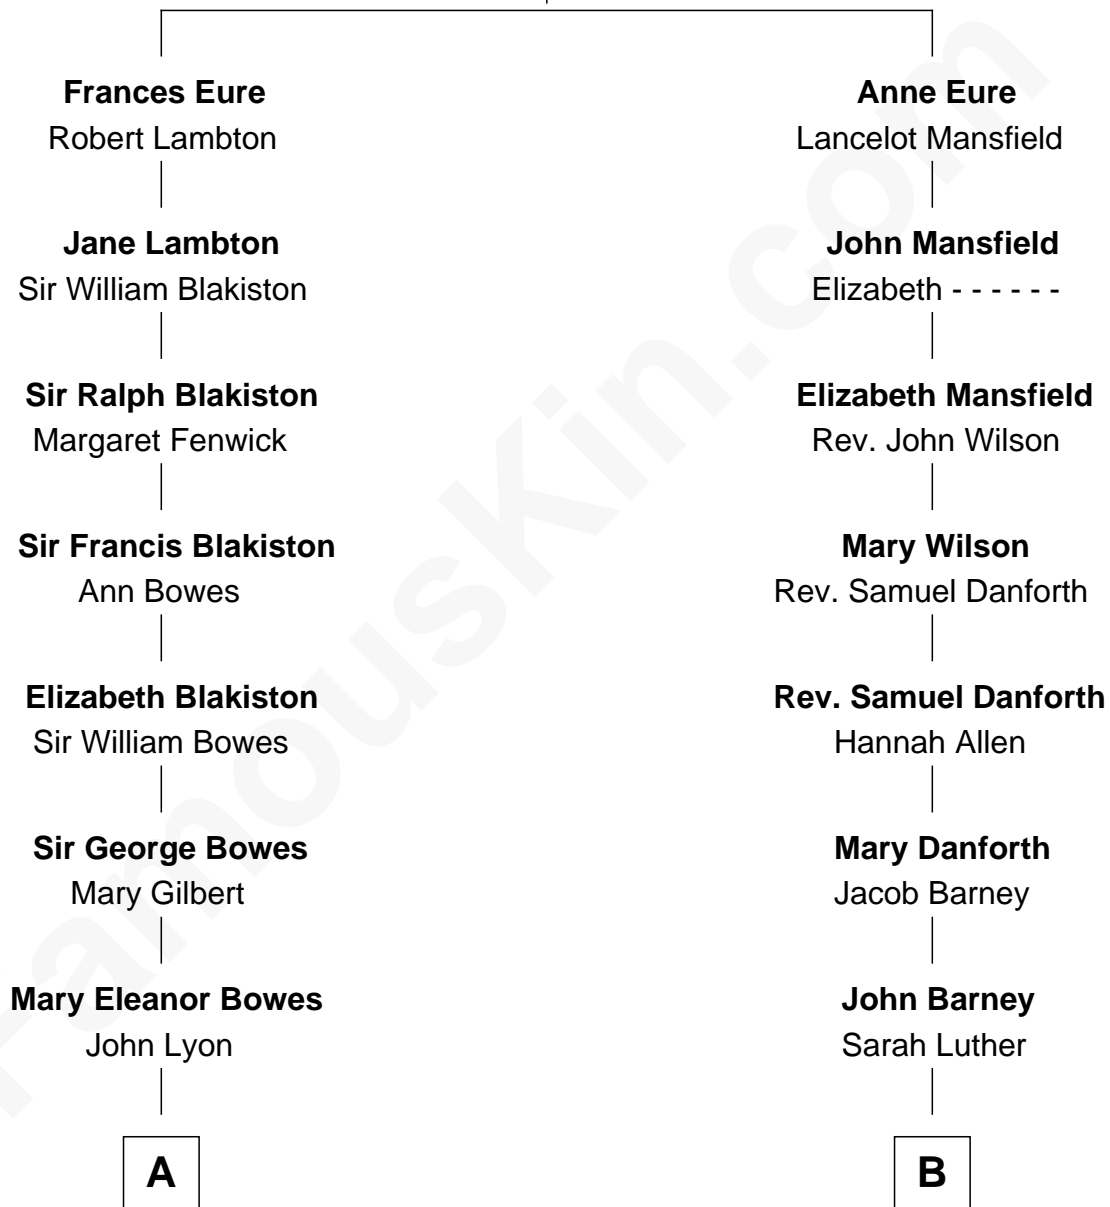 Frances Eure
Robert Lambton
Jane Lambton
Sir William Blakiston
Sir Ralph Blakiston
Margaret Fenwick
Sir Francis Blakiston
Ann Bowes
Elizabeth Blakiston
Sir William Bowes
Sir George Bowes
Mary Gilbert
Mary Eleanor Bowes
John Lyon
A
Anne Eure
Lancelot Mansfield
John Mansfield
Elizabeth - - - - - -
Elizabeth Mansfield
Rev. John Wilson
Mary Wilson
Rev. Samuel Danforth
Rev. Samuel Danforth
Hannah Allen
Mary Danforth
Jacob Barney
John Barney
Sarah Luther
B
FamousKin.com